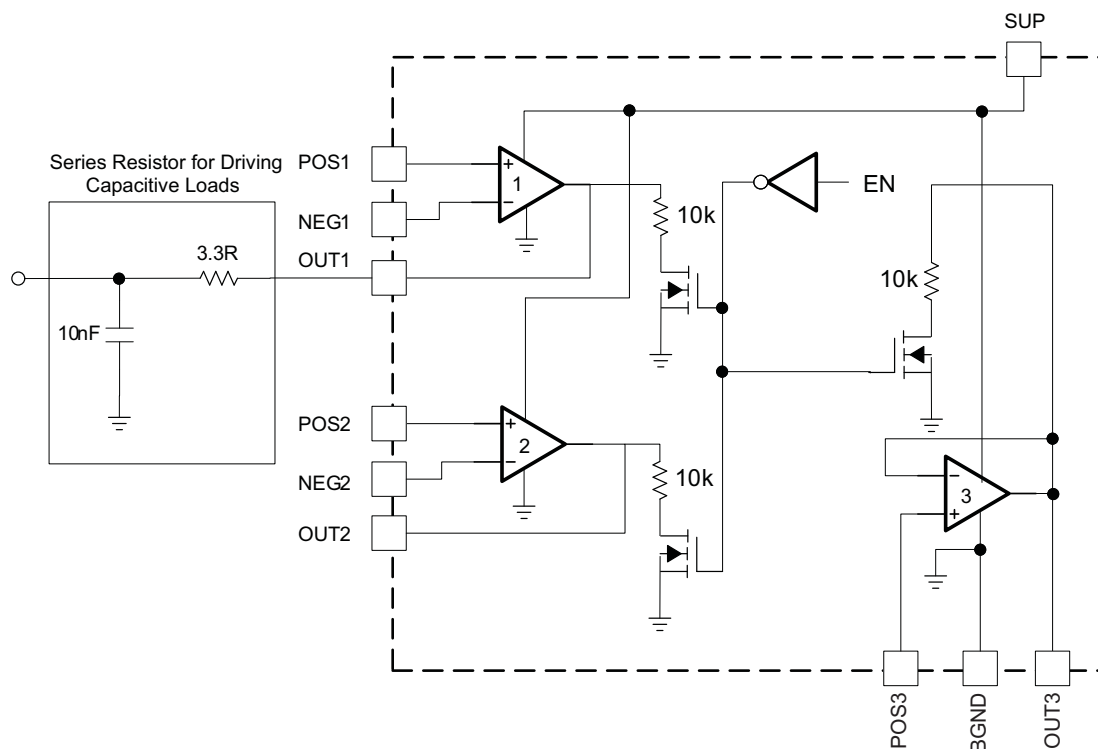 SUP
Series Resistor for Driving
Capacitive Loads
POS1
+
1
−
EN
NEG1
10k
3.3R
OUT1
10k
10nF
POS2
+
2
−
10k
NEG2
−
3
+
OUT2
POS3
BGND
OUT3